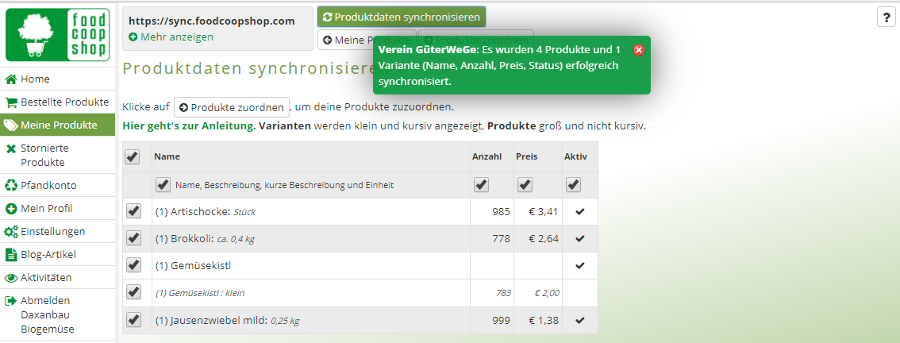 food
coop
shop
https://sync.foodcoopshop.com
Mehr anzeigen
Produktdaten synchronisieren
Meine Produkte
Produkte zuordnen
?
Verein GüterWeGe: Es wurden 4 Produkte und 1
Variante (Name, Anzahl, Preis, Status) erfolgreich
synchronisiert.
Home
Bestellte Produkte
Meine Produkte
Stornierte
Produkte
Pfandkonto
Mein Profil
Einstellungen
Blog-Artikel
Aktivitäten
Abmelden
Daxanbau
Biogemüse
Produktdaten synchronisieren
Klicke auf Produkte zuordnen, um deine Produkte zuzuordnen.
Hier geht's zur Anleitung. Varianten werden klein und kursiv angezeigt. Produkte groß und nicht kursiv.
Name Anzahl Preis Aktiv
Name, Beschreibung, kurze Beschreibung und Einheit
(1) Artischocke: Stück 985 € 3,41
(1) Brokkoli: ca. 0,4 kg 778 € 2,64
(1) Gemüsekistl
(1) Gemüsekistl : klein 783 € 2,00
(1) Jausenzwiebel mild: 0,25 kg 999 € 1,38